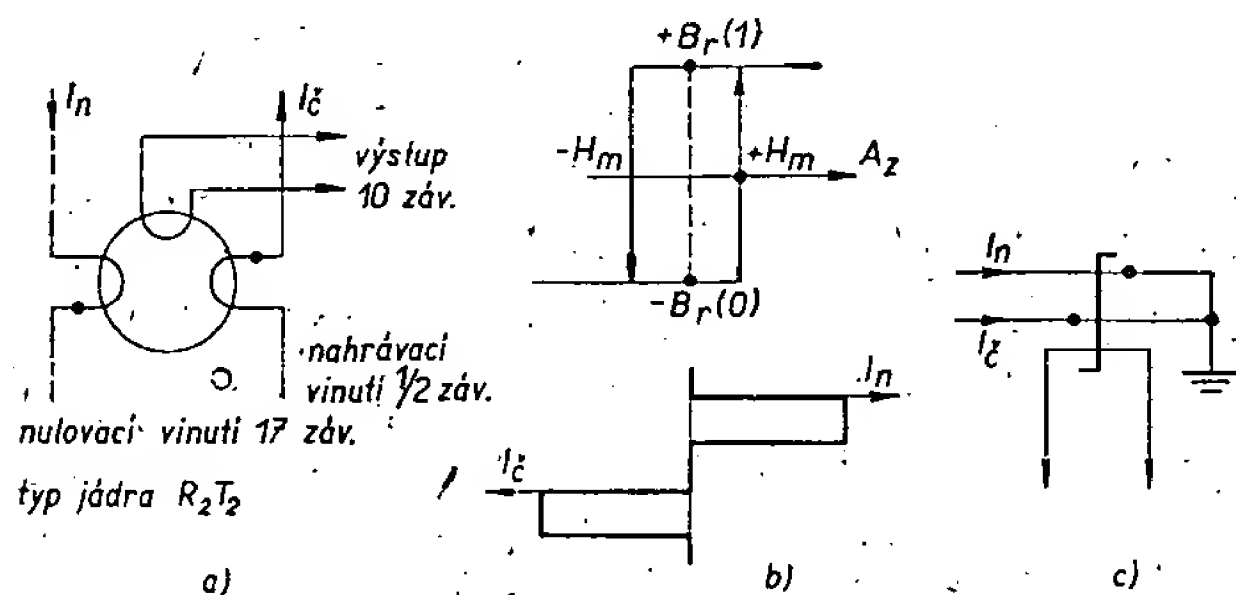 Iₙ
I_č
výstup
10 záv.
nahrávací
vinutí 1/2 záv.
nulovací vinutí 17 záv.
typ jádra R₂T₂
a)
+Bᵣ(1)
-Hₘ
+Hₘ
A_z
-Bᵣ(0)
Iₙ
I_č
b)
Iₙ
I_č
c)